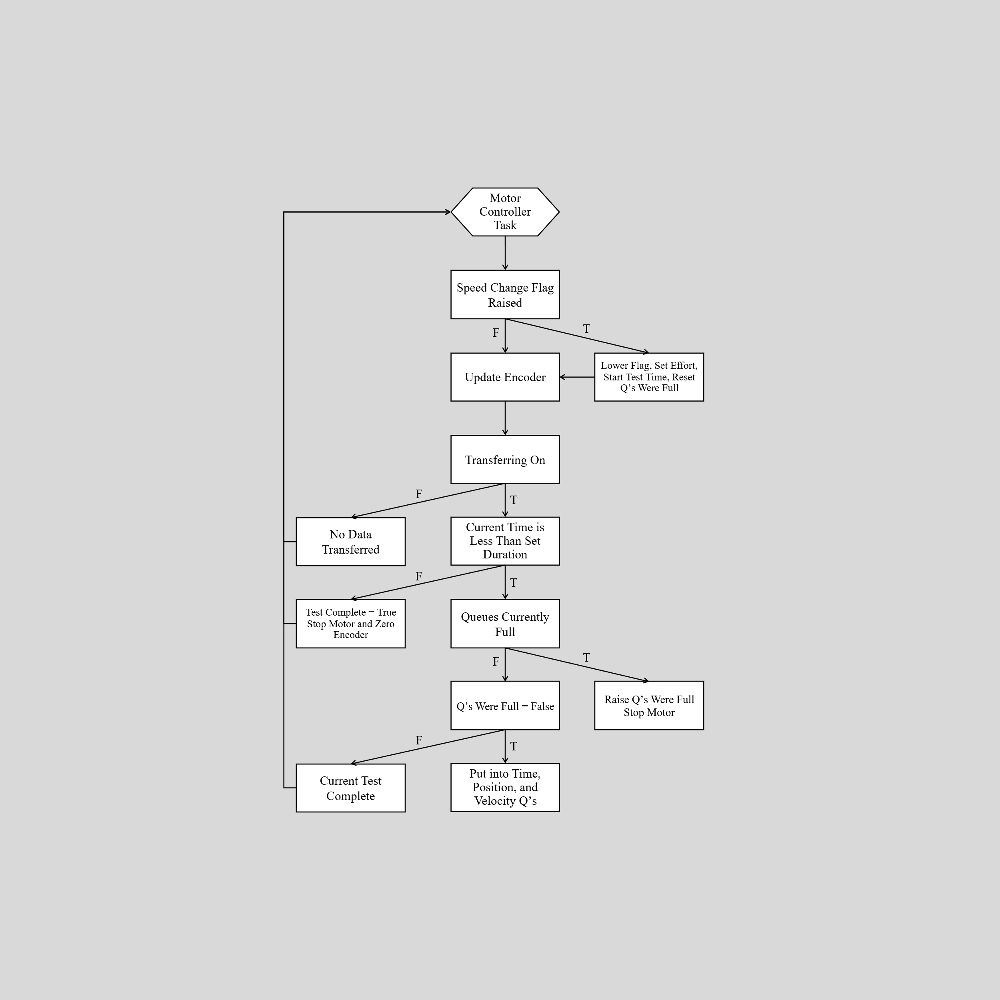 Motor
Controller
Task
Speed Change Flag
Raised
F
T
Update Encoder
Lower Flag, Set Effort,
Start Test Time, Reset
Q’s Were Full
Transferring On
F
T
No Data
Transferred
Current Time is
Less Than Set
Duration
F
T
Test Complete = True
Stop Motor and Zero
Encoder
Queues Currently
Full
F
T
Q’s Were Full = False
Raise Q’s Were Full
Stop Motor
F
T
Current Test
Complete
Put into Time,
Position, and
Velocity Q’s